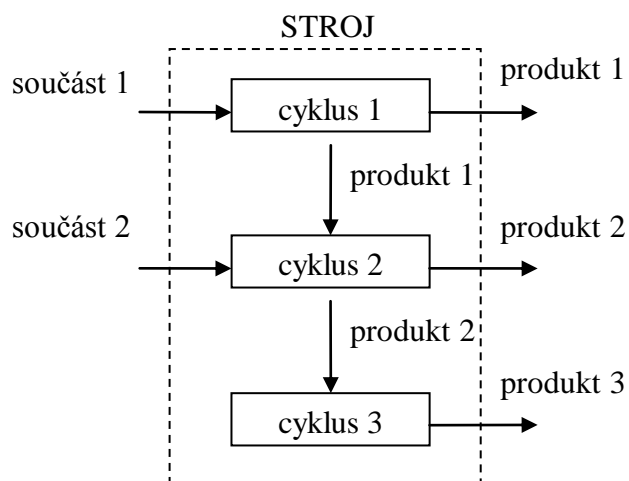 STROJ
součást 1
produkt 1
cyklus 1
produkt 1
součást 2
produkt 2
cyklus 2
produkt 2
produkt 3
cyklus 3